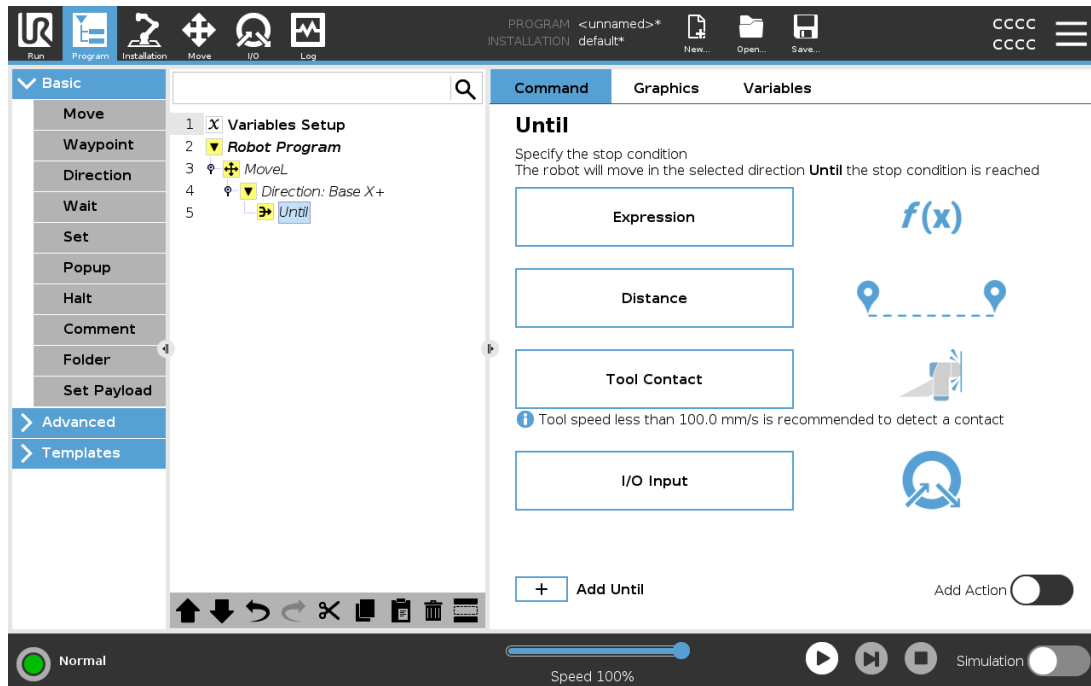 PROGRAM <unnamed>*
INSTALLATION default*
CCCC
CCCC
Run
Program
Installation
Move
I/O
Log
New...
Open...
Save...
Basic
Move
Waypoint
Direction
Wait
Set
Popup
Halt
Comment
Folder
Set Payload
Advanced
Templates
1 X Variables Setup
2 Robot Program
3 MoveL
4 Direction: Base X+
5 Until
Command Graphics Variables
Until
Specify the stop condition
The robot will move in the selected direction Until the stop condition is reached
Expression
f(x)
Distance
Tool Contact
Tool speed less than 100.0 mm/s is recommended to detect a contact
I/O Input
+ Add Until
Add Action
Normal
Speed 100%
Simulation